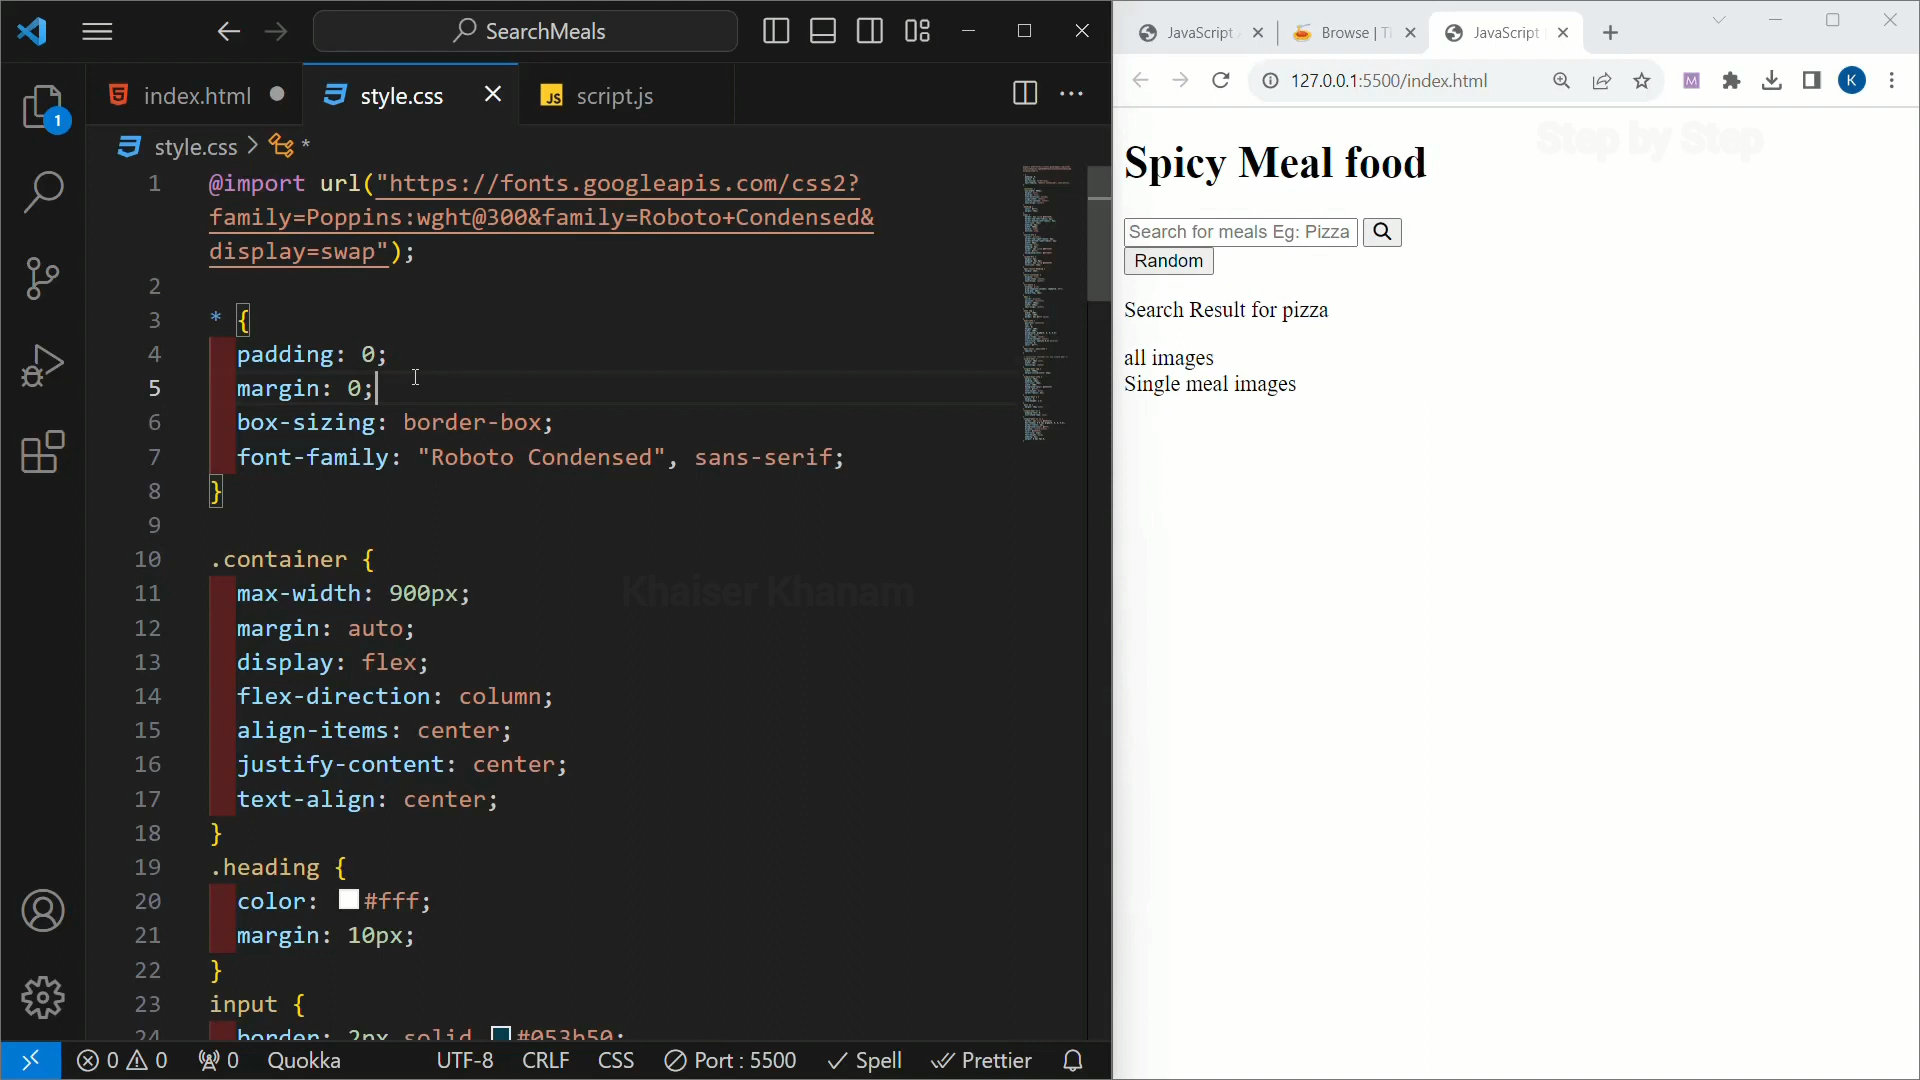 SearchMeals
index.html
style.css
script.js
1
style.css > *
1 @import url("https://fonts.googleapis.com/css2?
family=Poppins:wght@300&family=Roboto+Condensed&
display=swap");
2
3 * {
4 padding: 0;
5 margin: 0;
6 box-sizing: border-box;
7 font-family: "Roboto Condensed", sans-serif;
8 }
9
10 .container {
11 max-width: 900px;
12 margin: auto;
13 display: flex;
14 flex-direction: column;
15 align-items: center;
16 justify-content: center;
17 text-align: center;
18 }
19 .heading {
20 color: #fff;
21 margin: 10px;
22 }
23 input {
24 border: 2px solid #053b50;
Khaiser Khanam
0 0 0 Quokka UTF-8 CRLF CSS Port : 5500 Spell Prettier
JavaScript
Browse | T
JavaScript
127.0.0.1:5500/index.html
M
K
Step by Step
Spicy Meal food
Search for meals Eg: Pizza
Random
Search Result for pizza
all images
Single meal images